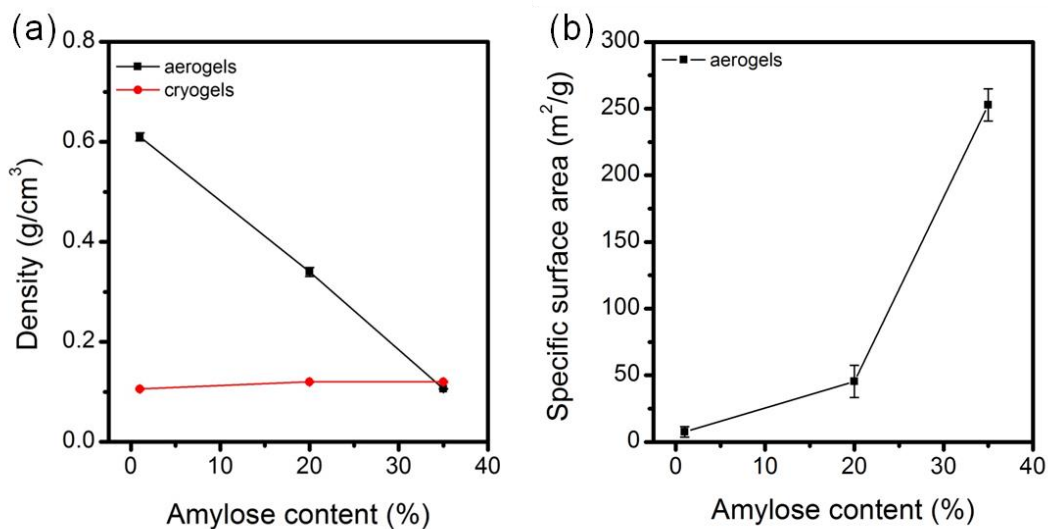 (a)
0.8
0.6
0.4
0.2
0.0
Density (g/cm³)
aerogels
cryogels
0 10 20 30 40
Amylose content (%)
(b)
300
250
200
150
100
50
0
Specific surface area (m²/g)
aerogels
0 10 20 30 40
Amylose content (%)